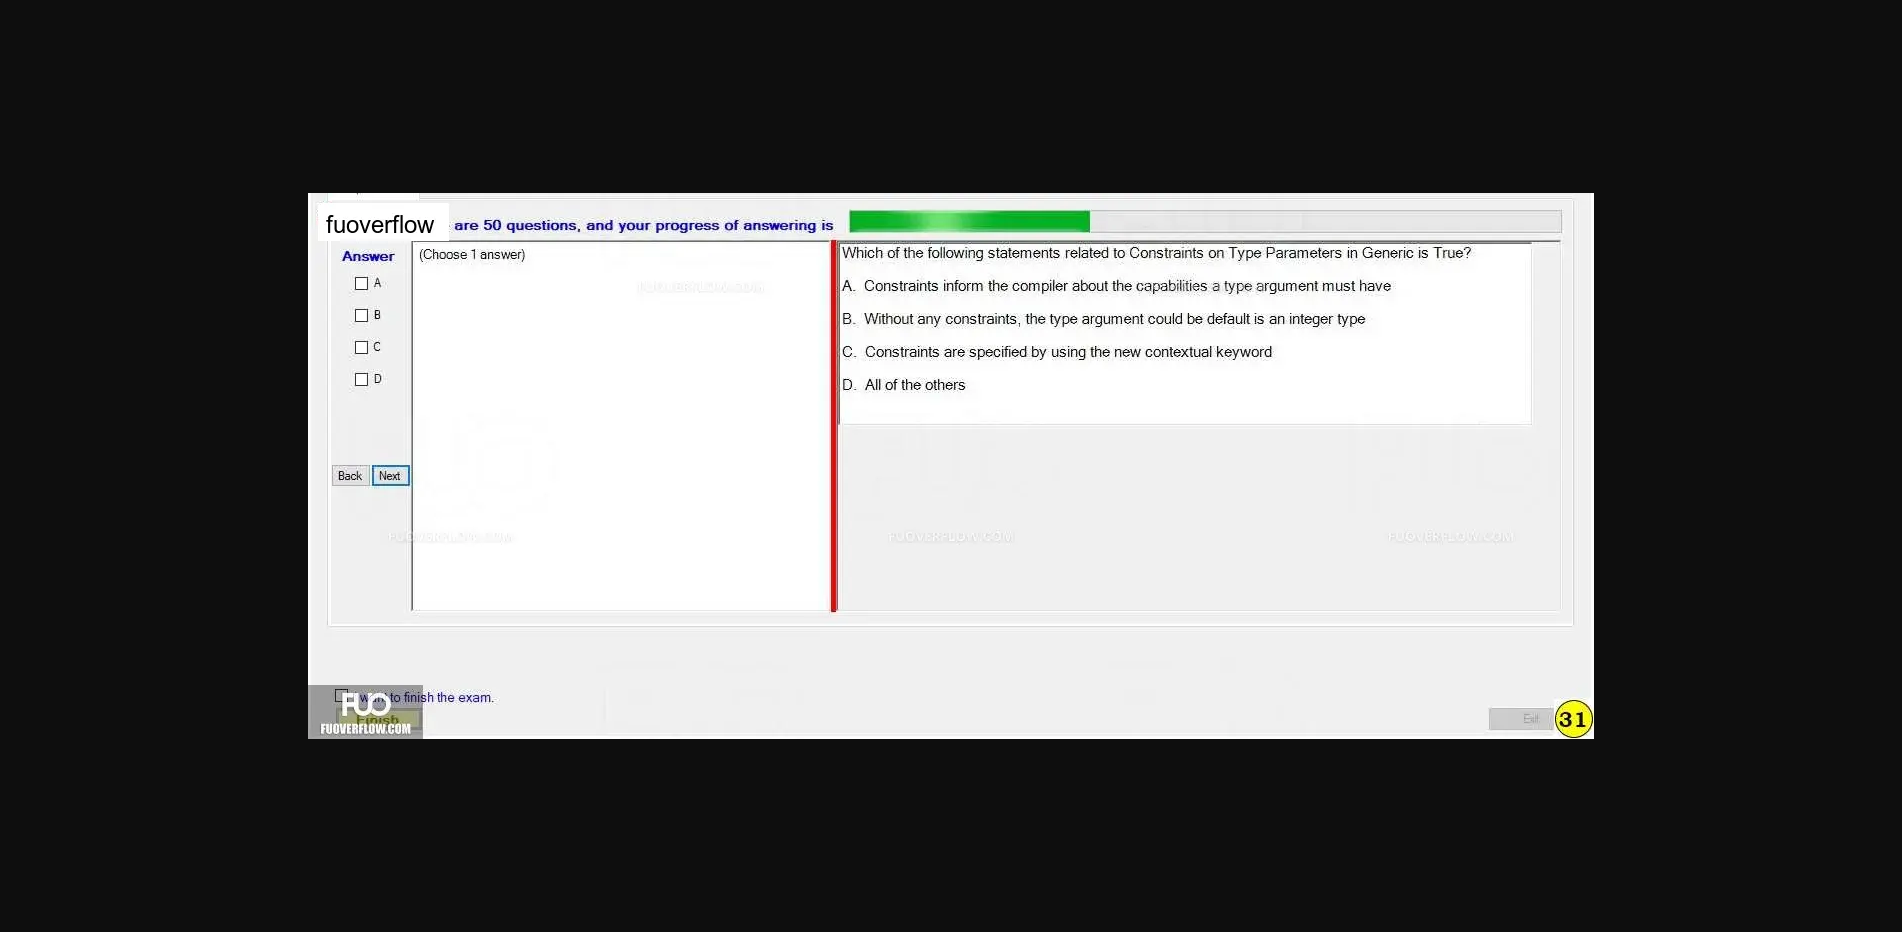 fuoverflow are 50 questions, and your progress of answering is
Answer
(Choose 1 answer)
A
B
C
D
Back Next
Which of the following statements related to Constraints on Type Parameters in Generic is True?
A. Constraints inform the compiler about the capabilities a type argument must have
B. Without any constraints, the type argument could be default is an integer type
C. Constraints are specified by using the new contextual keyword
D. All of the others
FUOVERFLOW.COM
FUOVERFLOW.COM
FUOVERFLOW.COM
FUOVERFLOW.COM
want to finish the exam.
FUO
Finish
FUOVERFLOW.COM
Exit
31